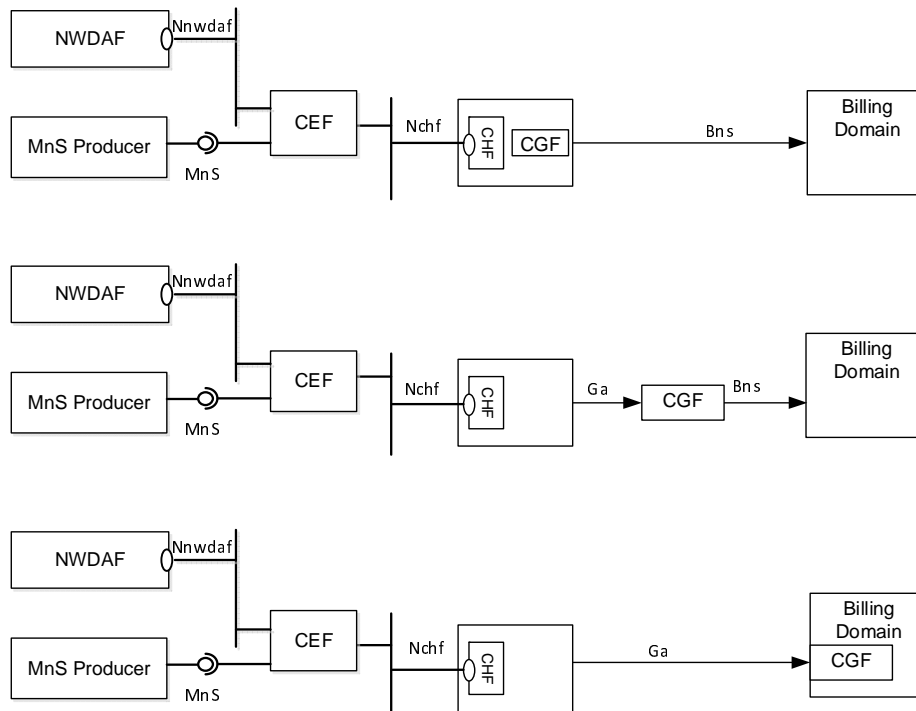 NWDAF
Nnwdaf
MnS Producer
MnS
CEF
Nchf
CHF
CGF
Bns
Billing
Domain
NWDAF
Nnwdaf
MnS Producer
MnS
CEF
Nchf
CHF
Ga
CGF
Bns
Billing
Domain
NWDAF
Nnwdaf
MnS Producer
MnS
CEF
Nchf
CHF
Ga
Billing
Domain
CGF